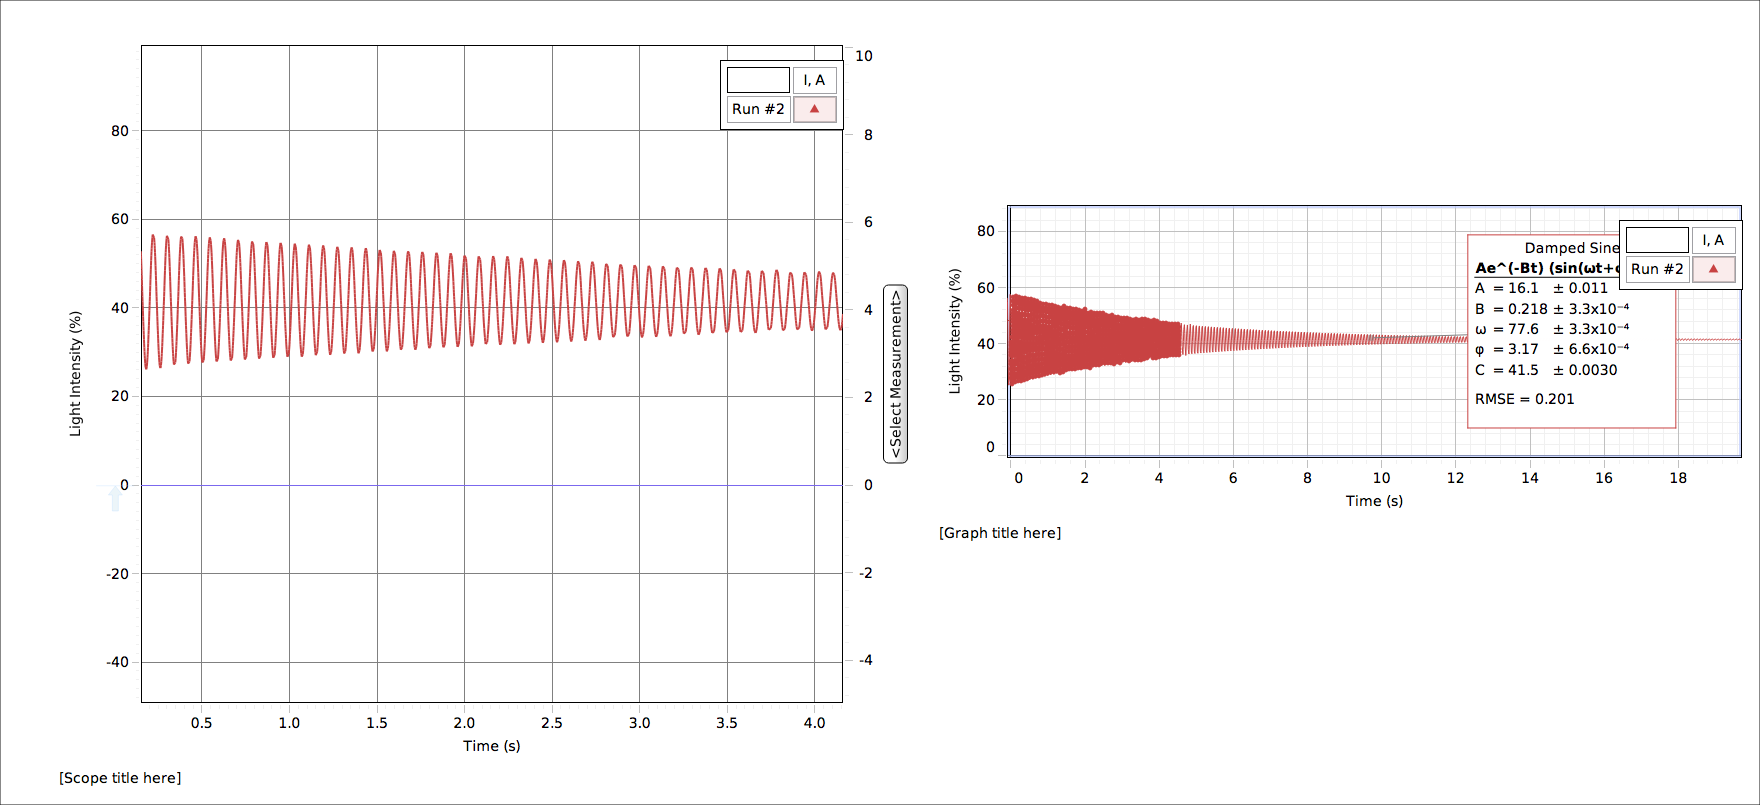 10
I, A
Run #2
8
80
60
6
40
4
20
2
0
0
-20
-2
-40
-4
Light Intensity (%)
<Select Measurement>
0.5 1.0 1.5 2.0 2.5 3.0 3.5 4.0
Time (s)
[Scope title here]
80
60
40
20
0
Light Intensity (%)
Damped Sine
Ae^(-Bt) (sin(ωt+
A = 16.1 ± 0.011
B = 0.218 ± 3.3x10⁻⁴
ω = 77.6 ± 3.3x10⁻⁴
φ = 3.17 ± 6.6x10⁻⁴
C = 41.5 ± 0.0030
RMSE = 0.201
I, A
Run #2
0 2 4 6 8 10 12 14 16 18
Time (s)
[Graph title here]